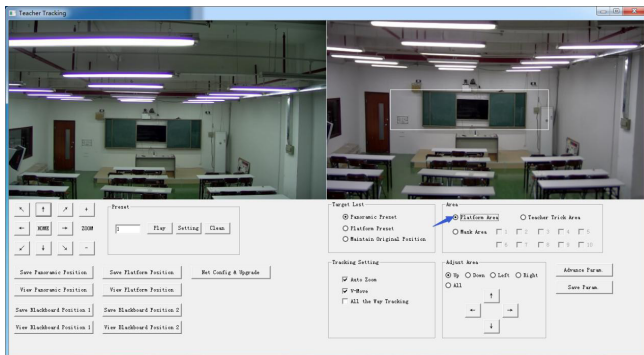 Teacher Tracking
Preset
HOME
ZOOM
1
Play
Setting
Clean
Save Panoramic Position
Save Platform Position
Net Config & Upgrade
View Panoramic Position
View Platform Position
Save Blackboard Position 1
Save Blackboard Position 2
View Blackboard Position 1
View Blackboard Position 2
Target Lost
Panoramic Preset
Platform Preset
Maintain Original Position
Area
Platform Area
Teacher Trick Area
Mask Area
1
2
3
4
5
6
7
8
9
10
Tracking Setting
Auto Zoom
V-Move
All the Way Tracking
Adjust Area
Up
Down
Left
Right
All
Advance Param.
Save Param.